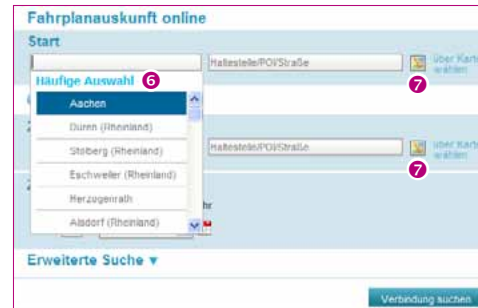 Fahrplanauskunft online
Start
Haltestelle/POI/Straße
über Karte wählen
Häufige Auswahl 6
7
Aachen
Düren (Rheinland)
Stolberg (Rheinland)
Haltestelle/POI/Straße
über Karte wählen
Eschweiler (Rheinland)
7
Herzogenrath
hr
Alsdorf (Rheinland)
Erweiterte Suche ▼
Verbindung suchen